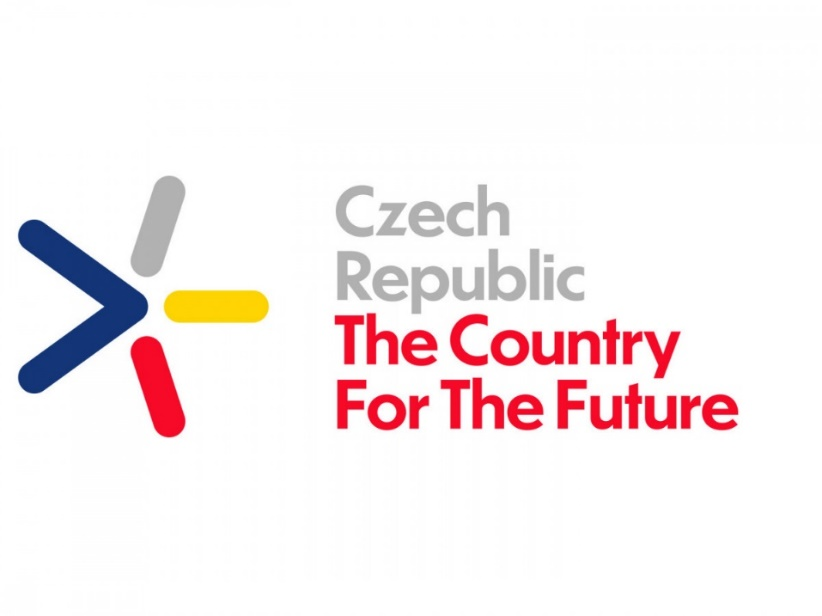 Czech
Republic
The Country
For The Future